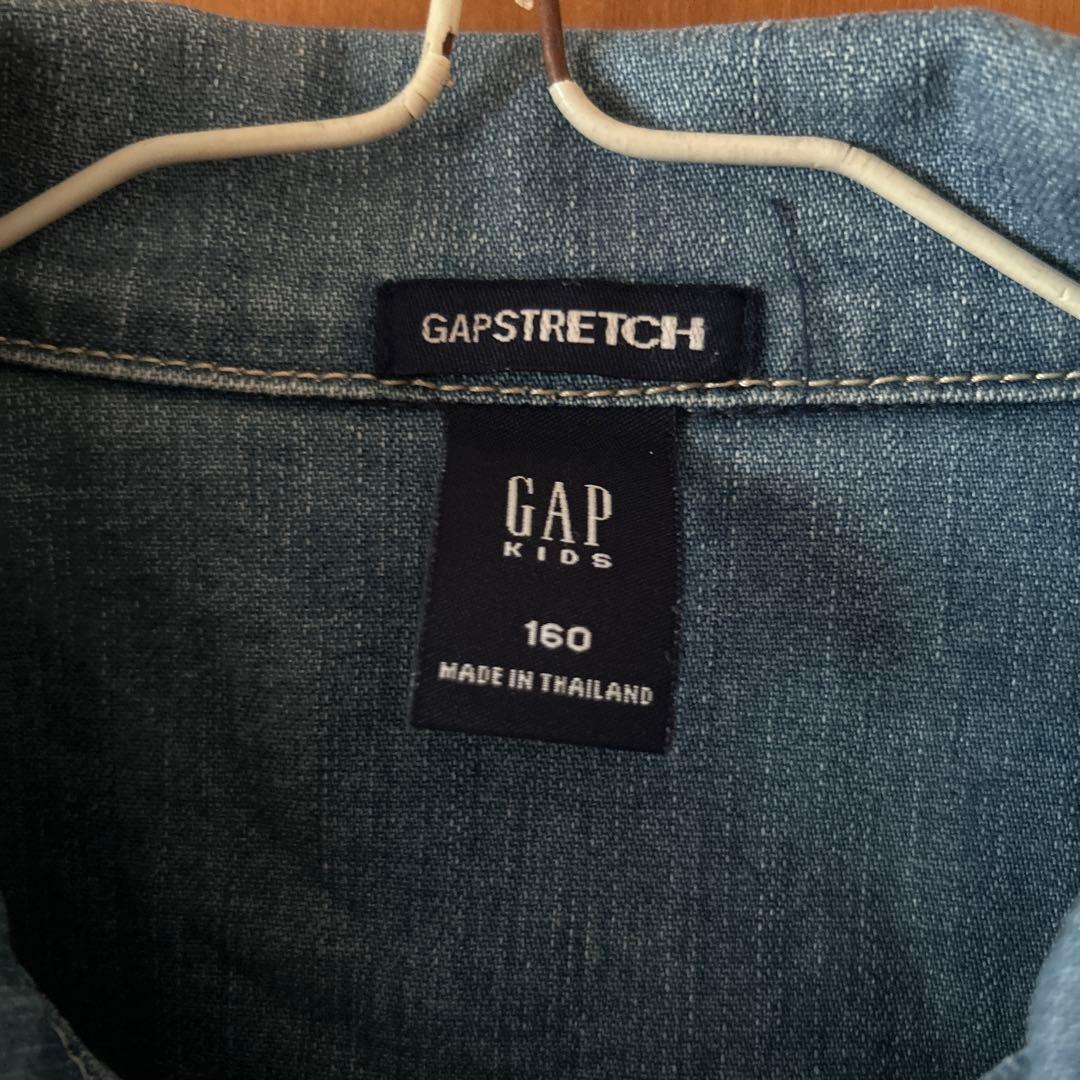 GAPSTRETCH
GAP
KIDS
160
MADE IN THAILAND